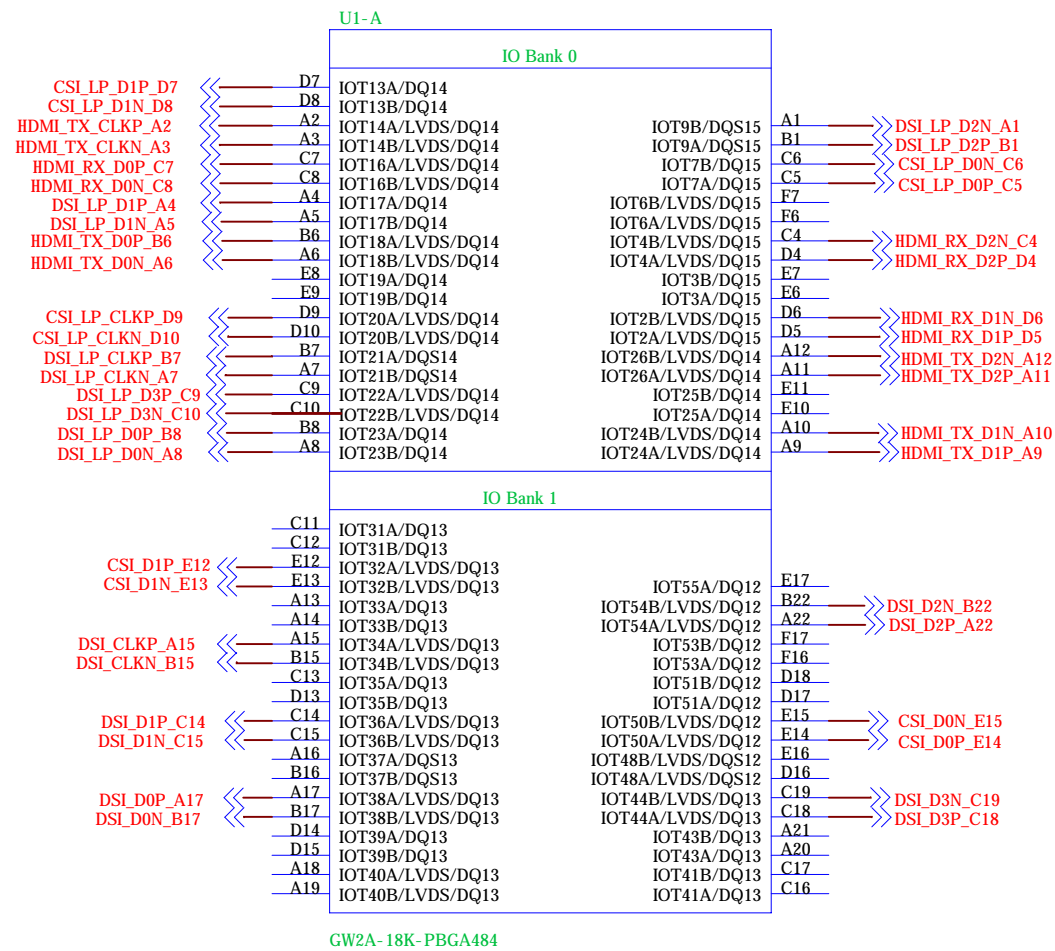 U1-A
IO Bank 0
CSI_LP_D1P_D7 D7 IOT13A/DQ14
CSI_LP_D1N_D8 D8 IOT13B/DQ14
HDMI_TX_CLKP_A2 A2 IOT14A/LVDS/DQ14
HDMI_TX_CLKN_A3 A3 IOT14B/LVDS/DQ14
HDMI_RX_D0P_C7 C7 IOT16A/LVDS/DQ14
HDMI_RX_D0N_C8 C8 IOT16B/LVDS/DQ14
DSI_LP_D1P_A4 A4 IOT17A/DQ14
DSI_LP_D1N_A5 A5 IOT17B/DQ14
HDMI_TX_D0P_B6 B6 IOT18A/LVDS/DQ14
HDMI_TX_D0N_A6 A6 IOT18B/LVDS/DQ14
E8 IOT19A/DQ14
E9 IOT19B/DQ14
CSI_LP_CLKP_D9 D9 IOT20A/LVDS/DQ14
CSI_LP_CLKN_D10 D10 IOT20B/LVDS/DQ14
DSI_LP_CLKP_B7 B7 IOT21A/DQS14
DSI_LP_CLKN_A7 A7 IOT21B/DQS14
DSI_LP_D3P_C9 C9 IOT22A/LVDS/DQ14
DSI_LP_D3N_C10 C10 IOT22B/LVDS/DQ14
DSI_LP_D0P_B8 B8 IOT23A/DQ14
DSI_LP_D0N_A8 A8 IOT23B/DQ14
IOT9B/DQS15 A1 DSI_LP_D2N_A1
IOT9A/DQS15 B1 DSI_LP_D2P_B1
IOT7B/DQ15 C6 CSI_LP_D0N_C6
IOT7A/DQ15 C5 CSI_LP_D0P_C5
IOT6B/LVDS/DQ15 F7
IOT6A/LVDS/DQ15 F6
IOT4B/LVDS/DQ15 C4 HDMI_RX_D2N_C4
IOT4A/LVDS/DQ15 D4 HDMI_RX_D2P_D4
IOT3B/DQ15 E7
IOT3A/DQ15 E6
IOT2B/LVDS/DQ15 D6 HDMI_RX_D1N_D6
IOT2A/LVDS/DQ15 D5 HDMI_RX_D1P_D5
IOT26B/LVDS/DQ14 A12 HDMI_TX_D2N_A12
IOT26A/LVDS/DQ14 A11 HDMI_TX_D2P_A11
IOT25B/DQ14 E11
IOT25A/DQ14 E10
IOT24B/LVDS/DQ14 A10 HDMI_TX_D1N_A10
IOT24A/LVDS/DQ14 A9 HDMI_TX_D1P_A9
IO Bank 1
C11 IOT31A/DQ13
C12 IOT31B/DQ13
CSI_D1P_E12 E12 IOT32A/LVDS/DQ13
CSI_D1N_E13 E13 IOT32B/LVDS/DQ13
A13 IOT33A/DQ13
A14 IOT33B/DQ13
DSI_CLKP_A15 A15 IOT34A/LVDS/DQ13
DSI_CLKN_B15 B15 IOT34B/LVDS/DQ13
C13 IOT35A/DQ13
D13 IOT35B/DQ13
DSI_D1P_C14 C14 IOT36A/LVDS/DQ13
DSI_D1N_C15 C15 IOT36B/LVDS/DQ13
A16 IOT37A/DQS13
B16 IOT37B/DQS13
DSI_D0P_A17 A17 IOT38A/LVDS/DQ13
DSI_D0N_B17 B17 IOT38B/LVDS/DQ13
D14 IOT39A/DQ13
D15 IOT39B/DQ13
A18 IOT40A/LVDS/DQ13
A19 IOT40B/LVDS/DQ13
IOT55A/DQ12 E17
IOT54B/LVDS/DQ12 B22 DSI_D2N_B22
IOT54A/LVDS/DQ12 A22 DSI_D2P_A22
IOT53B/DQ12 F17
IOT53A/DQ12 F16
IOT51B/DQ12 D18
IOT51A/DQ12 D17
IOT50B/LVDS/DQ12 E15 CSI_D0N_E15
IOT50A/LVDS/DQ12 E14 CSI_D0P_E14
IOT48B/LVDS/DQS12 E16
IOT48A/LVDS/DQS12 D16
IOT44B/LVDS/DQ13 C19 DSI_D3N_C19
IOT44A/LVDS/DQ13 C18 DSI_D3P_C18
IOT43B/DQ13 A21
IOT43A/DQ13 A20
IOT41B/DQ13 C17
IOT41A/DQ13 C16
GW2A-18K-PBGA484